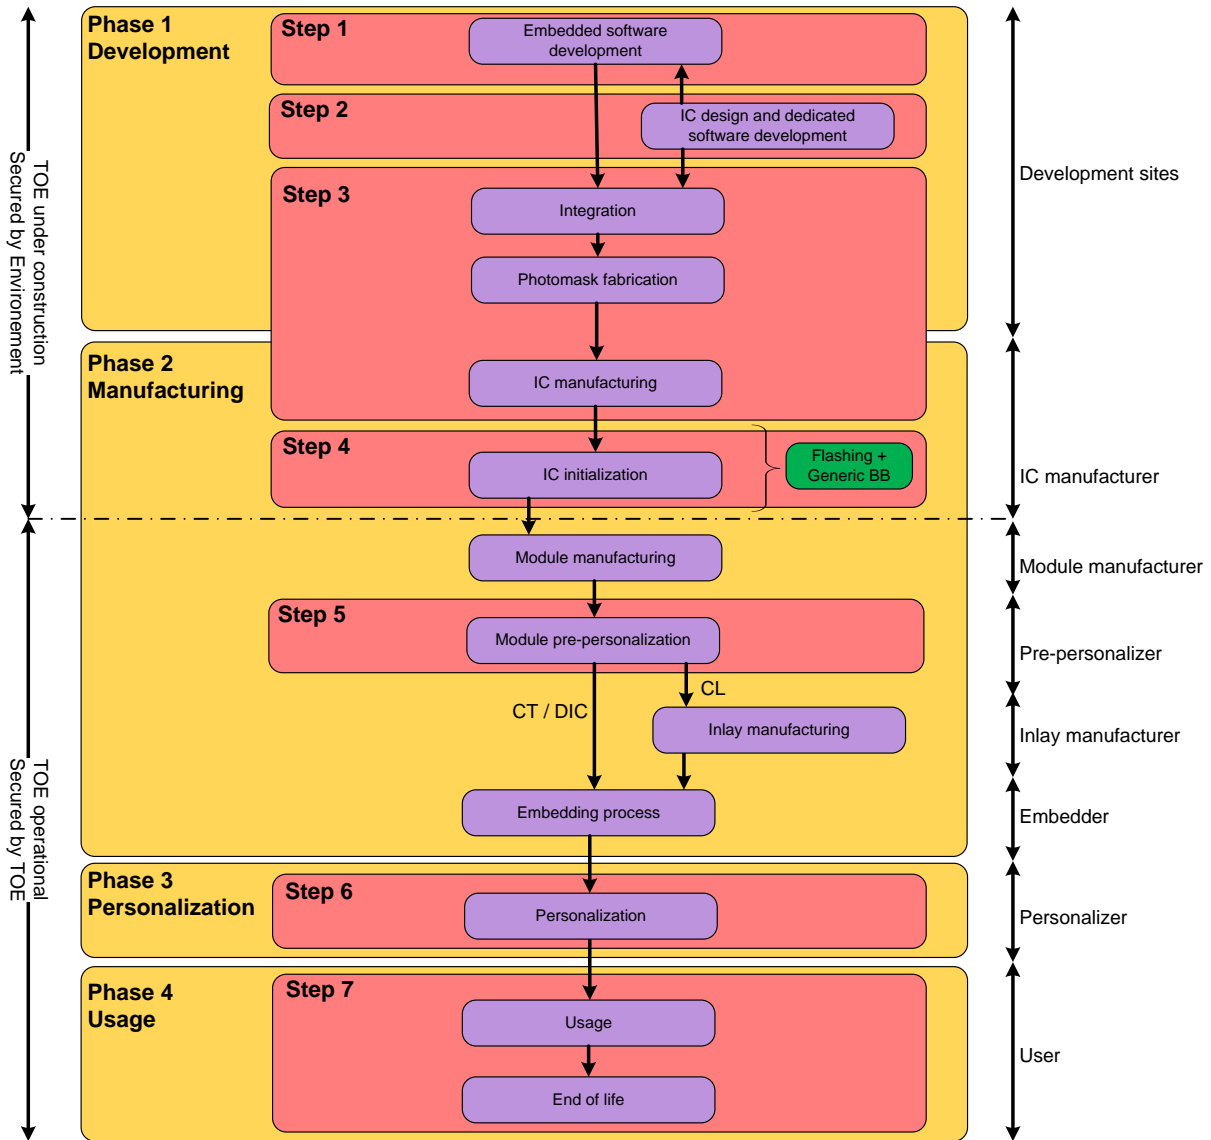 Phase 1
Development
Step 1
Embedded software
development
Step 2
IC design and dedicated
software development
Step 3
Integration
Photomask fabrication
Development sites
TOE under construction
Secured by Environement
Phase 2
Manufacturing
IC manufacturing
Step 4
IC initialization
Flashing +
Generic BB
IC manufacturer
Module manufacturing
Module manufacturer
Step 5
Module pre-personalization
Pre-personalizer
CT / DIC
CL
Inlay manufacturing
Inlay manufacturer
Embedding process
Embedder
TOE operational
Secured by TOE
Phase 3
Personalization
Step 6
Personalization
Personalizer
Phase 4
Usage
Step 7
Usage
End of life
User